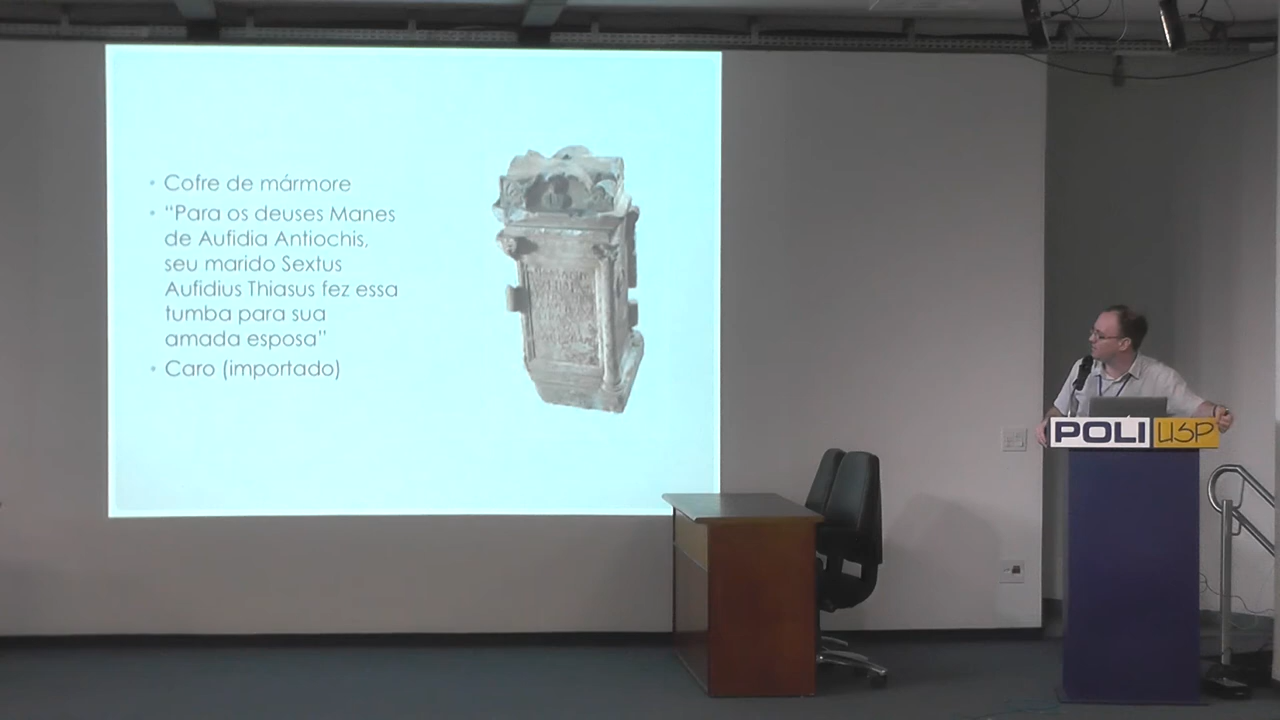 • Cofre de mármore
• “Para os deuses Manes
de Aufidia Antiochis,
seu marido Sextus
Aufidius Thiasus fez essa
tumba para sua
amada esposa”
• Caro (importado)
POLI USP